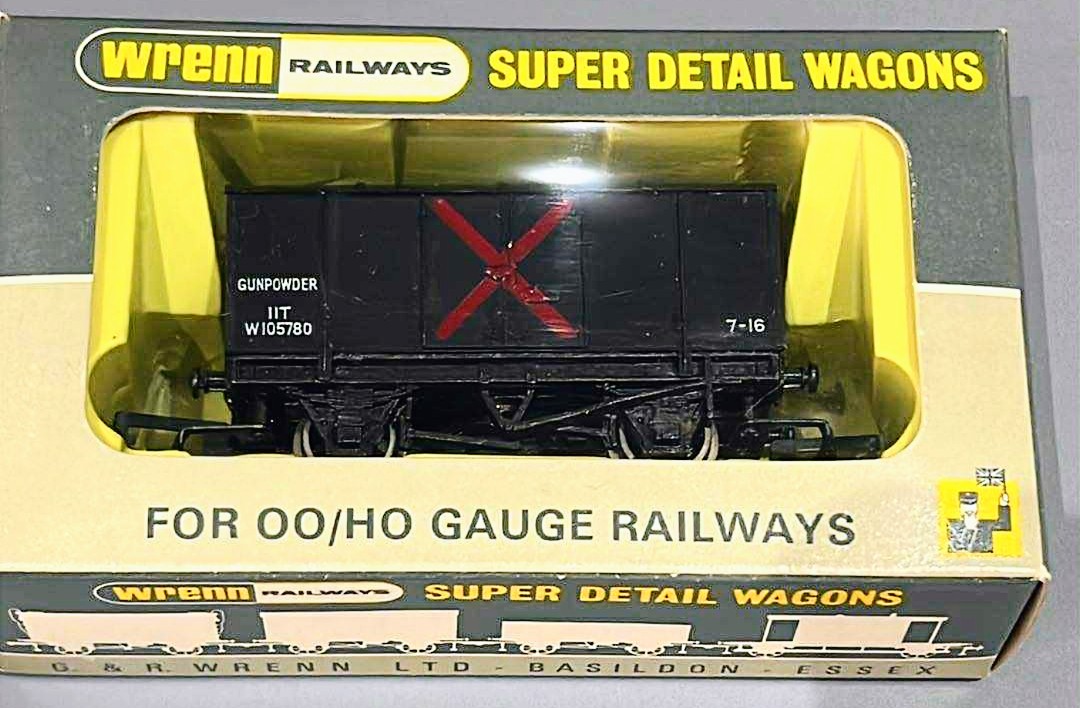 wrenn RAILWAYS SUPER DETAIL WAGONS
GUNPOWDER
11T
W105780
7-16
FOR OO/HO GAUGE RAILWAYS
wrenn RAILWAYS SUPER DETAIL WAGONS
G. & R. WRENN LTD - BASILDON - ESSEX